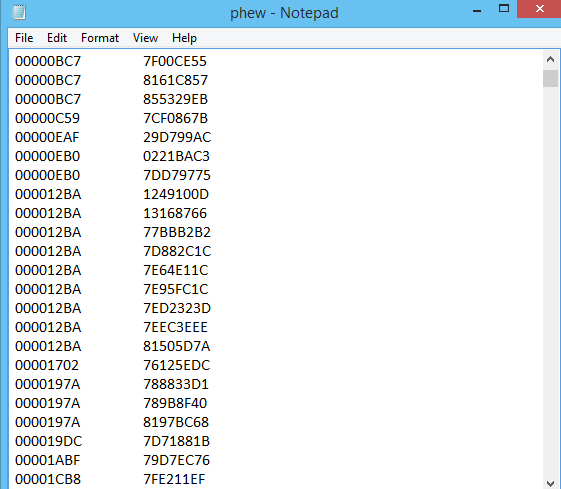 phew - Notepad
File Edit Format View Help
00000BC7 7F00CE55
00000BC7 8161C857
00000BC7 855329EB
00000C59 7CF0867B
00000EAF 29D799AC
00000EB0 0221BAC3
00000EB0 7DD79775
000012BA 1249100D
000012BA 13168766
000012BA 77BBB2B2
000012BA 7D882C1C
000012BA 7E64E11C
000012BA 7E95FC1C
000012BA 7ED2323D
000012BA 7EEC3EEE
000012BA 81505D7A
00001702 76125EDC
0000197A 788833D1
0000197A 789B8F40
0000197A 8197BC68
000019DC 7D71881B
00001ABF 79D7EC76
00001CB8 7FE211EF